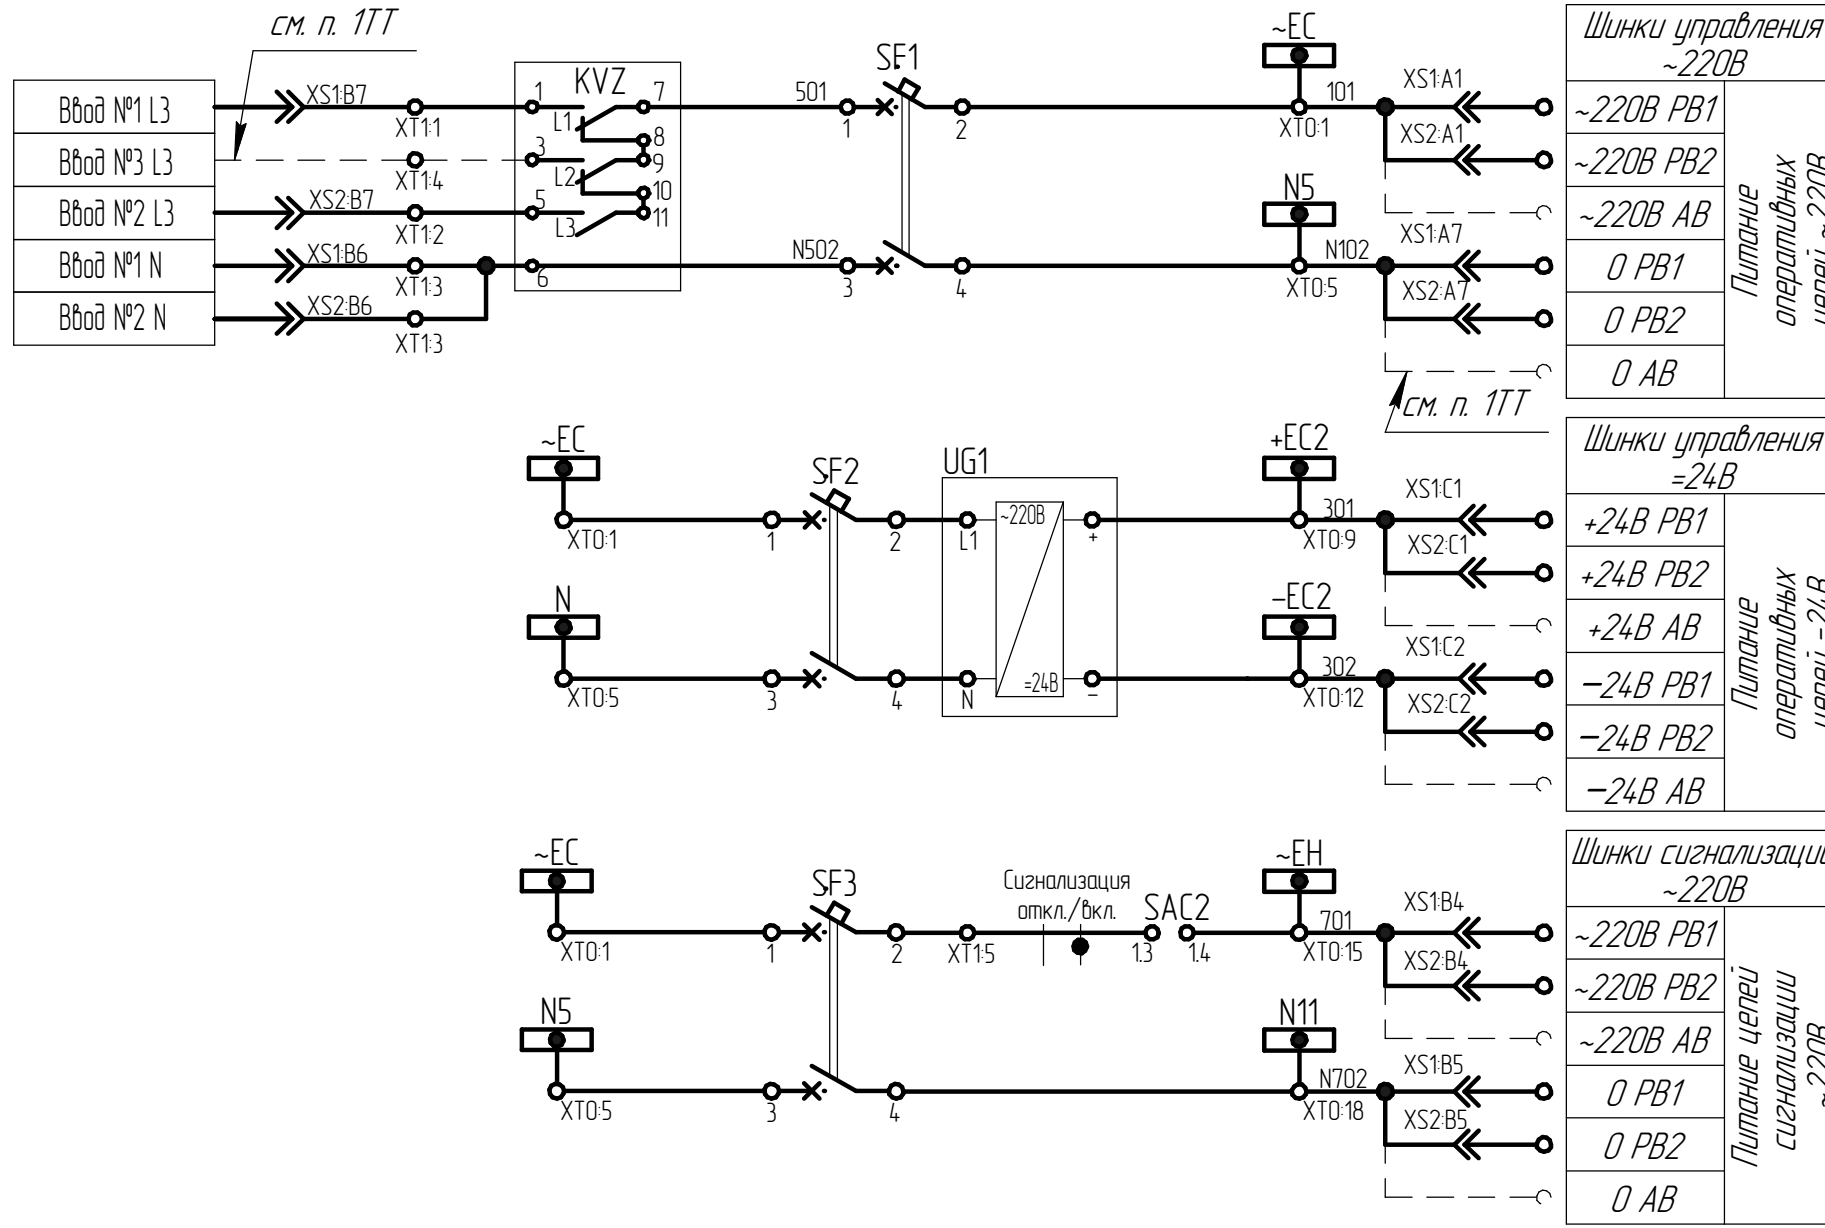 см. п. 1ТТ
Ввод №1 L3
Ввод №3 L3
Ввод №2 L3
Ввод №1 N
Ввод №2 N
XS1:B7
XT1:1
XT1:4
XS2:B7
XT1:2
XS1:B6
XT1:3
XS2:B6
XT1:3
KVZ
1
7
L1
8
3
9
L2
10
5
11
L3
6
501
N502
SF1
1
2
3
4
~EC
101
XT0:1
N5
N102
XT0:5
XS1:A1
XS2:A1
XS1:A7
XS2:A7
см. п. 1ТТ
Шинки управления
~220В
~220В РВ1
~220В РВ2
~220В АВ
0 РВ1
0 РВ2
0 АВ
Питание
оперативных
цепей ~220В
~EC
XT0:1
N
XT0:5
SF2
1
2
3
4
UG1
L1
N
~220В
=24В
+
−
+EC2
301
XT0:9
−EC2
302
XT0:12
XS1:C1
XS2:C1
XS1:C2
XS2:C2
Шинки управления
=24В
+24В РВ1
+24В РВ2
+24В АВ
−24В РВ1
−24В РВ2
−24В АВ
Питание
оперативных
~EC
XT0:1
N5
XT0:5
SF3
1
2
3
4
XT1:5
Сигнализация
откл./вкл.
SAC2
1.3
1.4
~EH
701
XT0:15
N11
N702
XT0:18
XS1:B4
XS2:B4
XS1:B5
XS2:B5
Шинки сигнализации
~220В
~220В РВ1
~220В РВ2
~220В АВ
0 РВ1
0 РВ2
0 АВ
Питание цепей
сигнализации
~220В